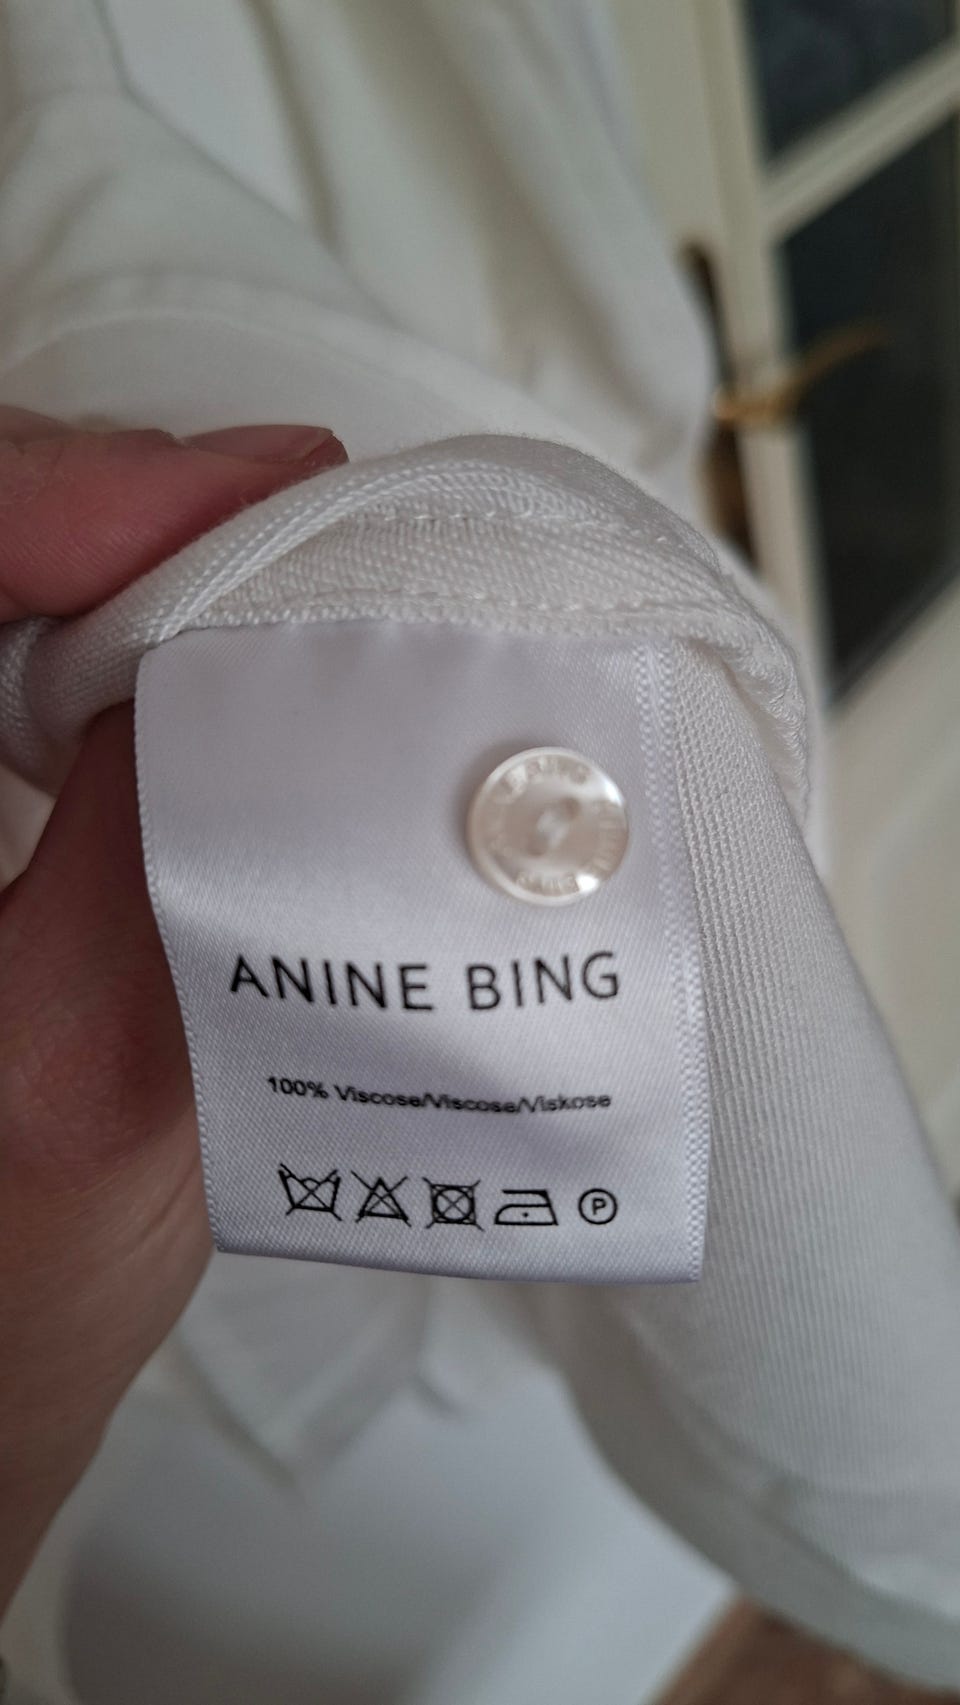 ANINE BING
100% Viscose/Viscose/Viskose
P